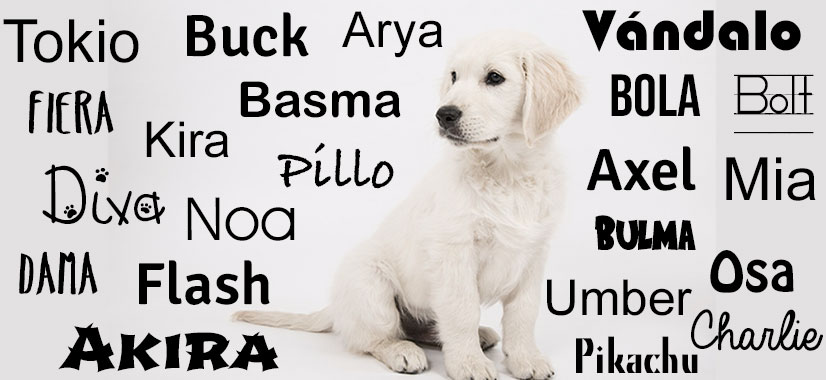 Tokio
Buck
Arya
Vándalo
FIERA
Basma
BOLA
Bolt
Kira
Pillo
Axel
Mia
Diva
Noa
BULMA
DAMA
Flash
Umber
Osa
AKIRA
Pikachu
Charlie